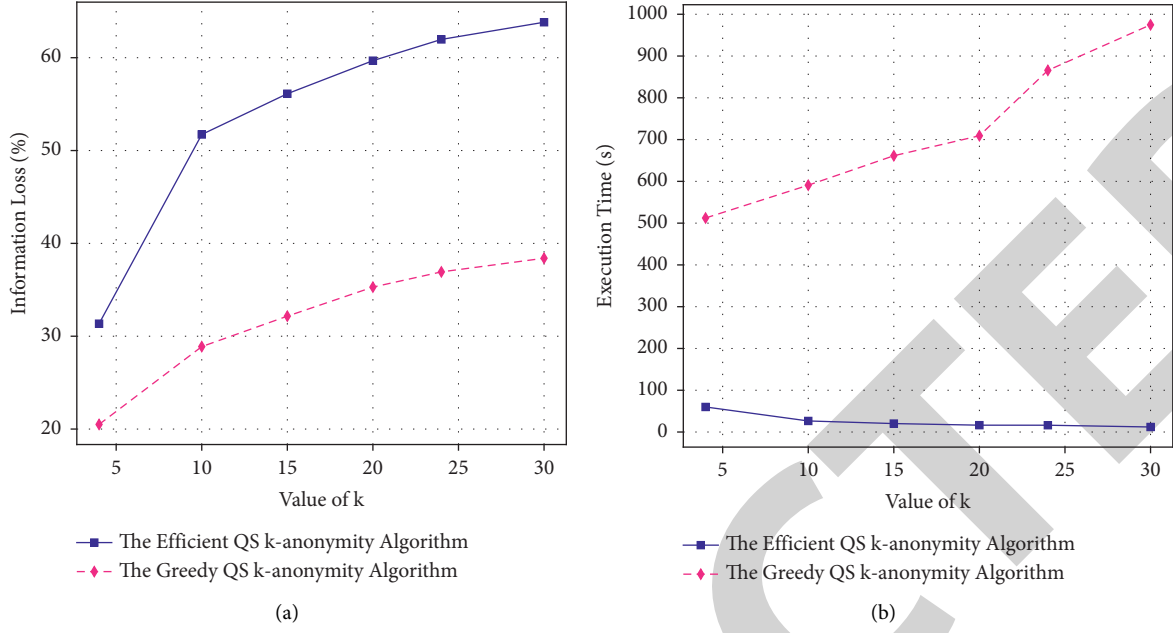 60
50
40
30
20
Information Loss (%)
5 10 15 20 25 30
Value of k
The Efficient QS k-anonymity Algorithm
The Greedy QS k-anonymity Algorithm
(a)
1000
900
800
700
600
500
400
300
200
100
0
Execution Time (s)
5 10 15 20 25 30
Value of k
The Efficient QS k-anonymity Algorithm
The Greedy QS k-anonymity Algorithm
(b)
CTE